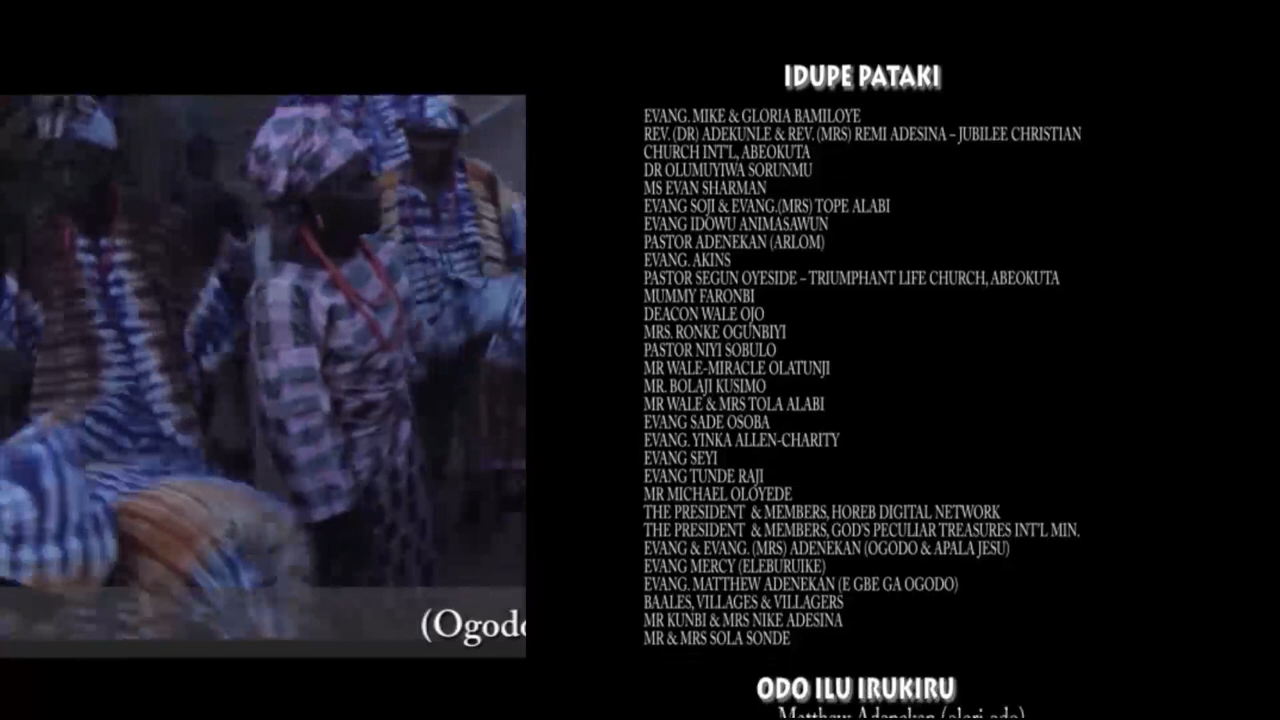 IDUPE PATAKI
EVANG. MIKE & GLORIA BAMILOYE
REV. (DR) ADEKUNLE & REV. (MRS) REMI ADESINA – JUBILEE CHRISTIAN
CHURCH INT'L, ABEOKUTA
DR OLUMUYIWA SORUNMU
MS EVAN SHARMAN
EVANG SOJI & EVANG.(MRS) TOPE ALABI
EVANG IDOWU ANIMASAWUN
PASTOR ADENEKAN (ARLOM)
EVANG. AKINS
PASTOR SEGUN OYESIDE – TRIUMPHANT LIFE CHURCH, ABEOKUTA
MUMMY FARONBI
DEACON WALE OJO
MRS. RONKE OGUNBIYI
PASTOR NIYI SOBULO
MR WALE-MIRACLE OLATUNJI
MR. BOLAJI KUSIMO
MR WALE & MRS TOLA ALABI
EVANG SADE OSOBA
EVANG. YINKA ALLEN-CHARITY
EVANG SEYI
EVANG TUNDE RAJI
MR MICHAEL OLOYEDE
THE PRESIDENT & MEMBERS, HOREB DIGITAL NETWORK
THE PRESIDENT & MEMBERS, GOD'S PECULIAR TREASURES INT'L MIN.
EVANG & EVANG. (MRS) ADENEKAN (OGODO & APALA JESU)
EVANG MERCY (ELEBURUIKE)
EVANG. MATTHEW ADENEKAN (E GBE GA OGODO)
BAALES, VILLAGES & VILLAGERS
MR KUNBI & MRS NIKE ADESINA
MR & MRS SOLA SONDE
(Ogodo
ODO ILU IRUKIRU
Matthew Adenekan